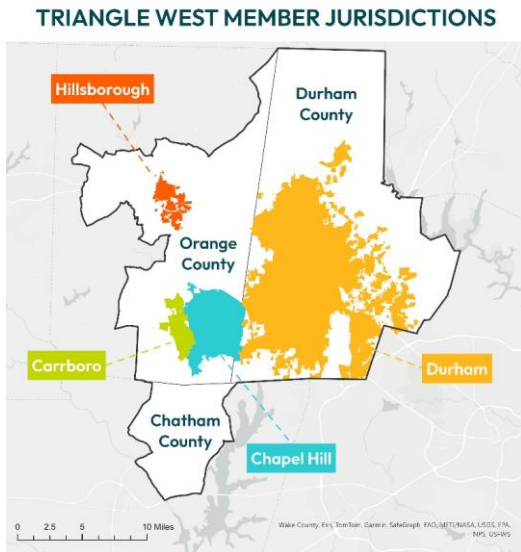 TRIANGLE WEST MEMBER JURISDICTIONS
Hillsborough
Durham
County
Orange
County
Carrboro
Durham
Chatham
County
Chapel Hill
0 2.5 5 10 Miles
Wake County, Esri, TomTom, Garmin, SafeGraph, FAO, METI/NASA, USGS, EPA,
NPS, USFWS